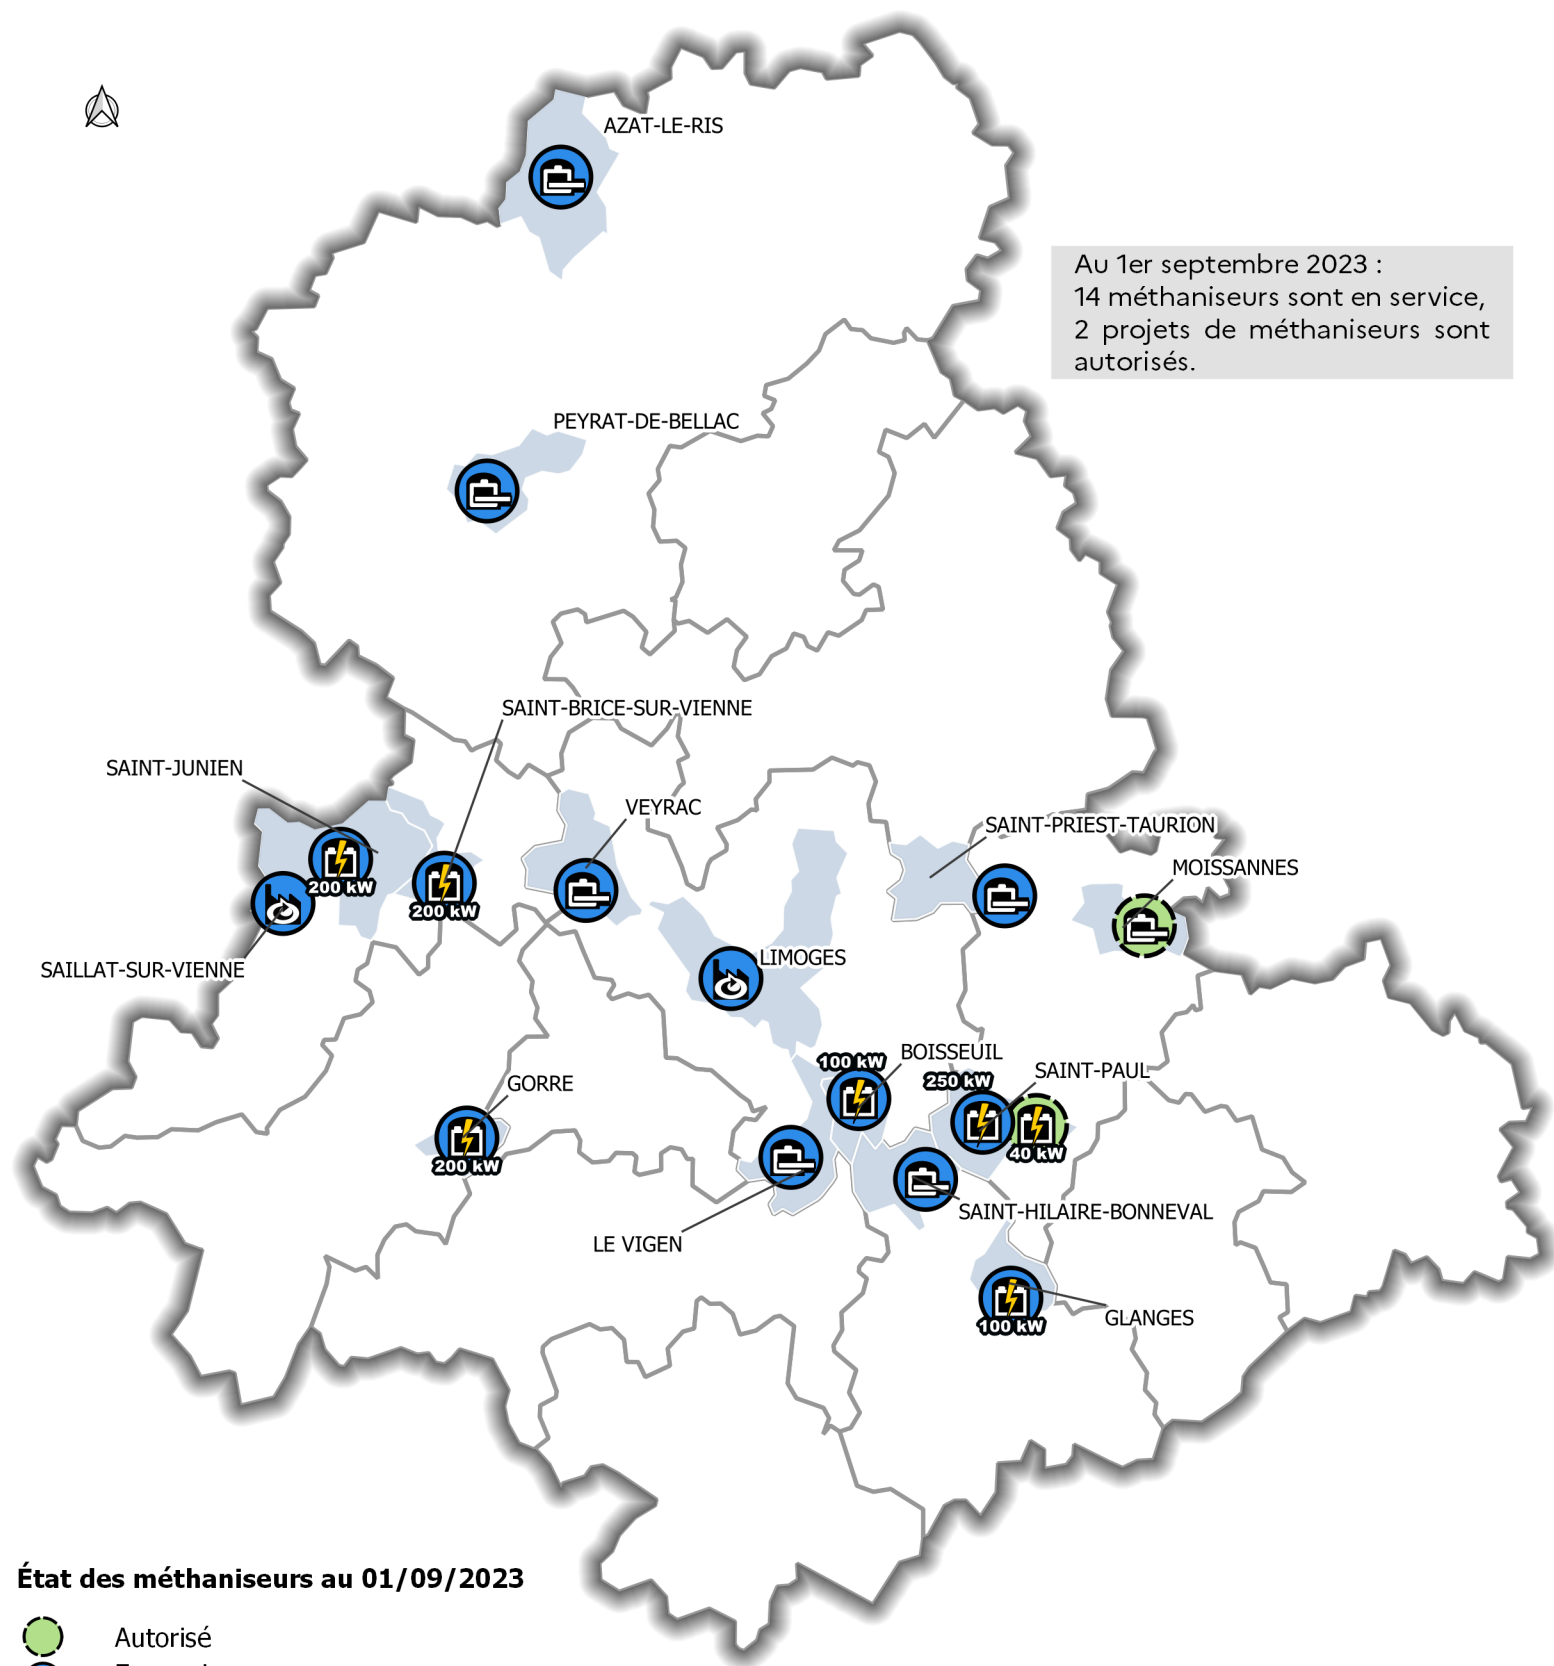 AZAT-LE-RIS
Au 1er septembre 2023 :
14 méthaniseurs sont en service,
2 projets de méthaniseurs sont
autorisés.
PEYRAT-DE-BELLAC
SAINT-BRICE-SUR-VIENNE
SAINT-JUNIEN
VEYRAC
SAINT-PRIEST-TAURION
MOISSANNES
200 kW
200 kW
SAILLAT-SUR-VIENNE
LIMOGES
BOISSEUIL
100 kW
SAINT-PAUL
250 kW
GORRE
40 kW
200 kW
SAINT-HILAIRE-BONNEVAL
LE VIGEN
GLANGES
100 kW
État des méthaniseurs au 01/09/2023
Autorisé